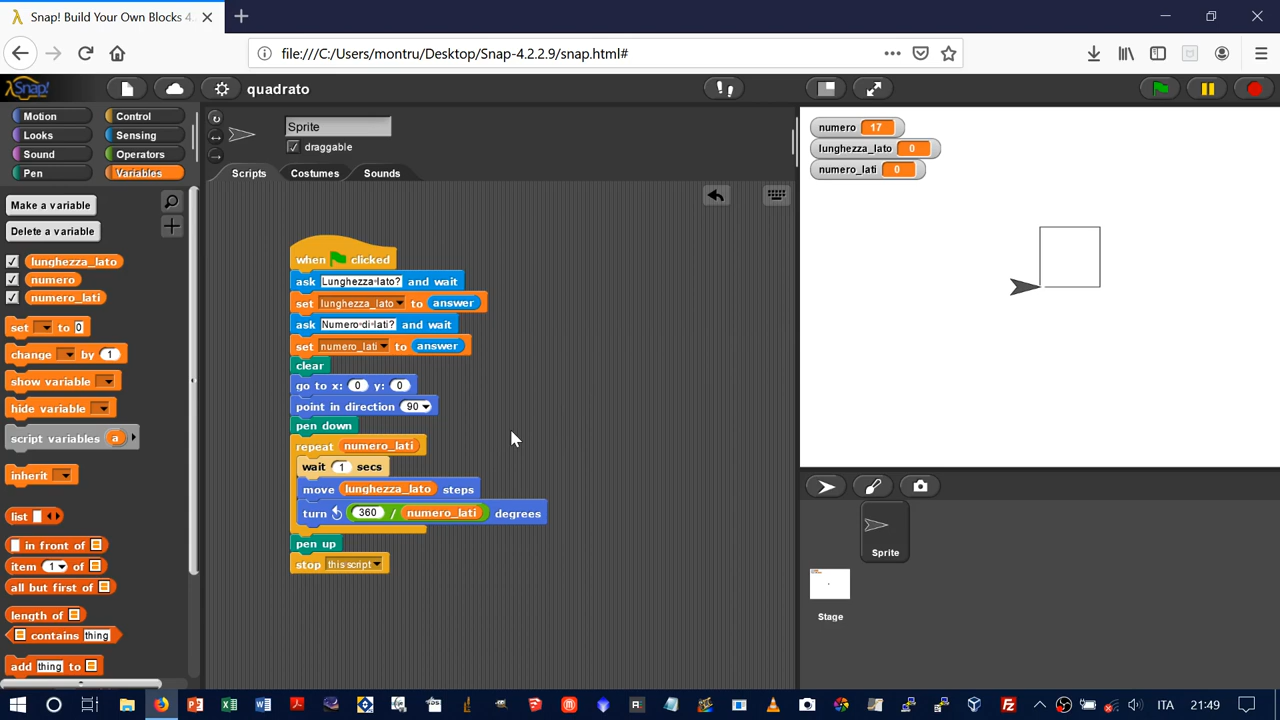 Snap! Build Your Own Blocks 4.
file:///C:/Users/montru/Desktop/Snap-4.2.2.9/snap.html#
Snap!
quadrato
Motion
Control
Looks
Sensing
Sound
Operators
Pen
Variables
Make a variable
Delete a variable
lunghezza_lato
numero
numero_lati
set to 0
change by 1
show variable
hide variable
script variables a
inherit
list
in front of
item 1 of
all but first of
length of
contains thing
add thing to
Sprite
draggable
Scripts
Costumes
Sounds
when clicked
ask Lunghezza·lato? and wait
set lunghezza_lato to answer
ask Numero·di·lati? and wait
set numero_lati to answer
clear
go to x: 0 y: 0
point in direction 90
pen down
repeat numero_lati
wait 1 secs
move lunghezza_lato steps
turn 360 / numero_lati degrees
pen up
stop this script
numero 17
lunghezza_lato 0
numero_lati 0
Sprite
Stage
ITA
21:49